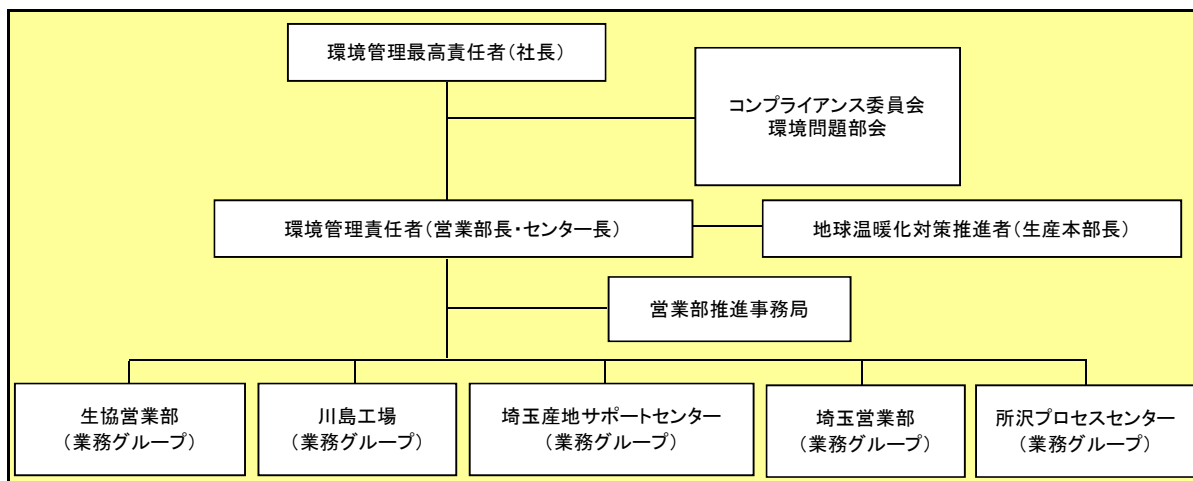 環境管理最高責任者（社長）
コンプライアンス委員会
環境問題部会
環境管理責任者（営業部長・センター長）
地球温暖化対策推進者（生産本部長）
営業部推進事務局
生協営業部
（業務グループ）
川島工場
（業務グループ）
埼玉産地サポートセンター
（業務グループ）
埼玉営業部
（業務グループ）
所沢プロセスセンター
（業務グループ）